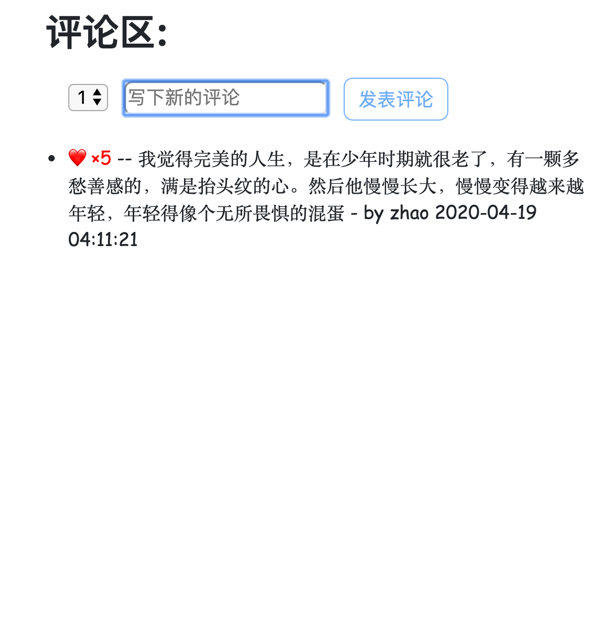 评论区:
1 写下新的评论 发表评论
❤️ ×5 -- 我觉得完美的人生，是在少年时期就很老了，有一颗多
愁善感的，满是抬头纹的心。然后他慢慢长大，慢慢变得越来越
年轻，年轻得像个无所畏惧的混蛋 - by zhao 2020-04-19
04:11:21